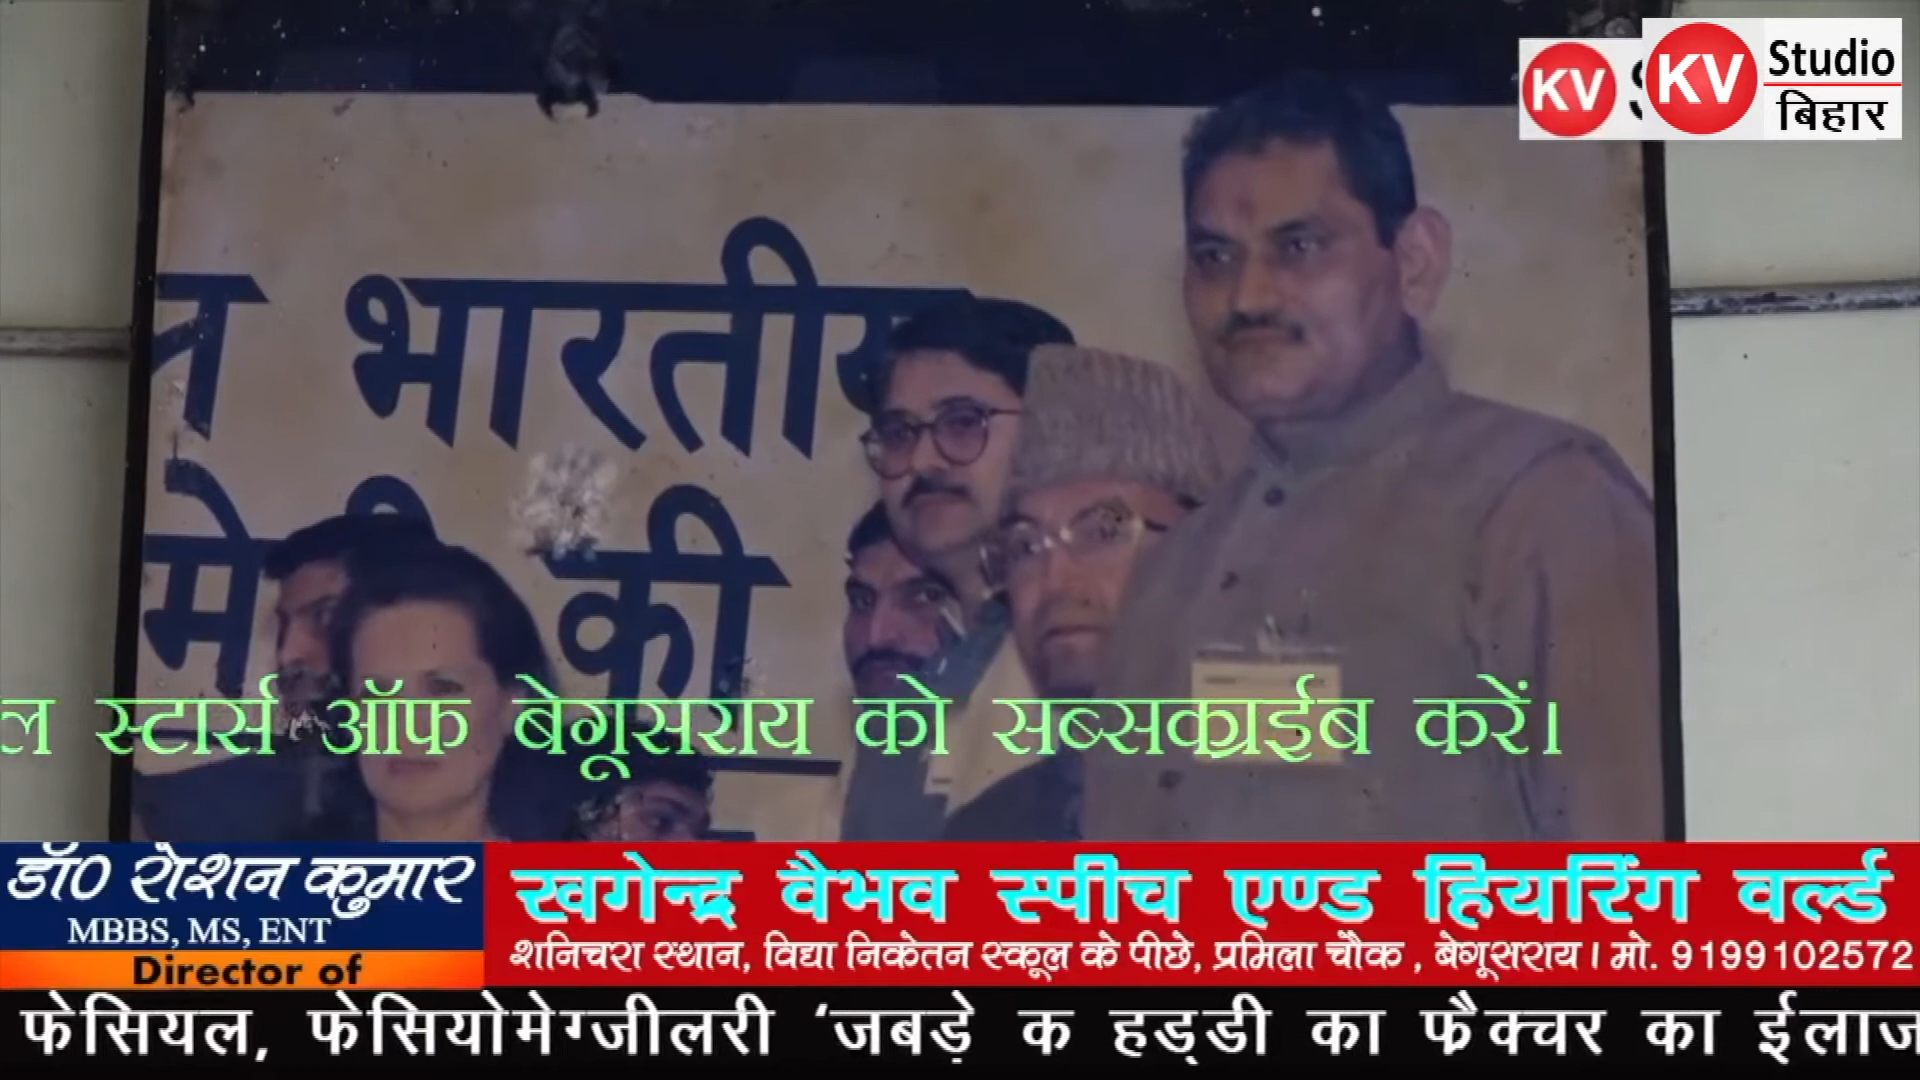 KV
KV Studio
बिहार
न भारतीय
की
ल स्टार्स ऑफ बेगूसराय को सब्सक्राईब करें।
डॉ० रोशन कुमार
MBBS, MS, ENT
Director of
खगेन्द्र वैभव स्पीच एण्ड हियरिंग वर्ल्ड
शनिचरा स्थान, विद्या निकेतन स्कूल के पीछे, प्रमिला चौक , बेगूसराय । मो. 9199102572
फेसियल, फेसियोमेग्जीलरी ‘जबड़े क हड्डी का फ्रैक्चर का ईलाज